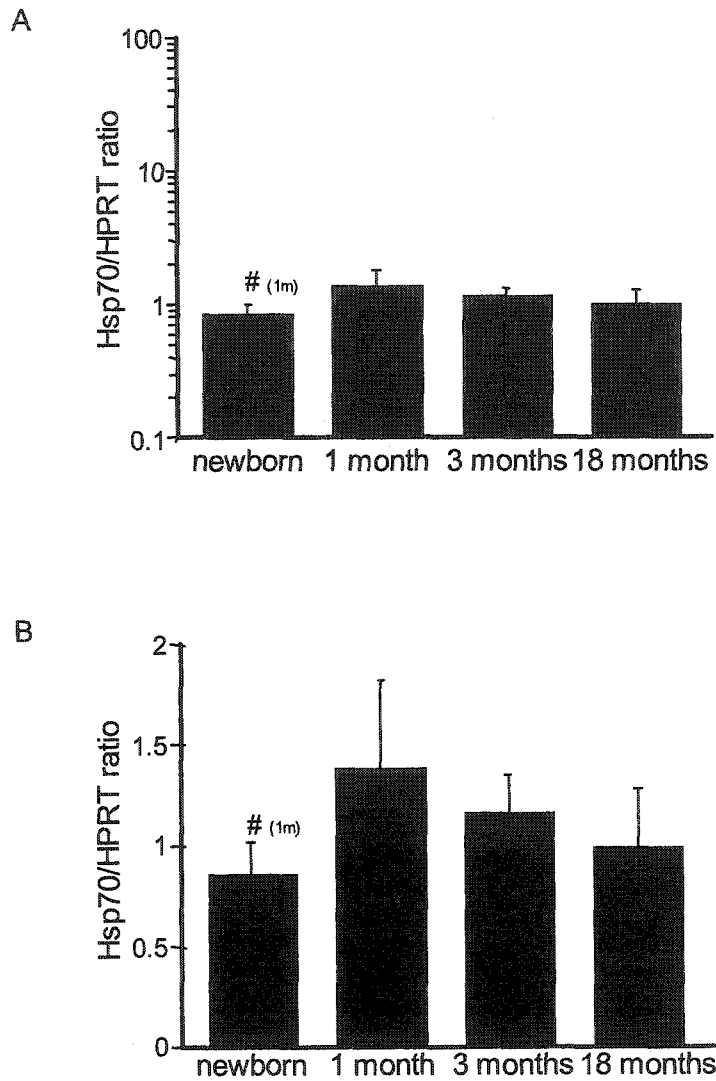 A
Hsp70/HPRT ratio
100
10
1
0.1
# (1m)
newborn 1 month 3 months 18 months
B
Hsp70/HPRT ratio
2
1.5
1
0.5
0
# (1m)
newborn 1 month 3 months 18 months